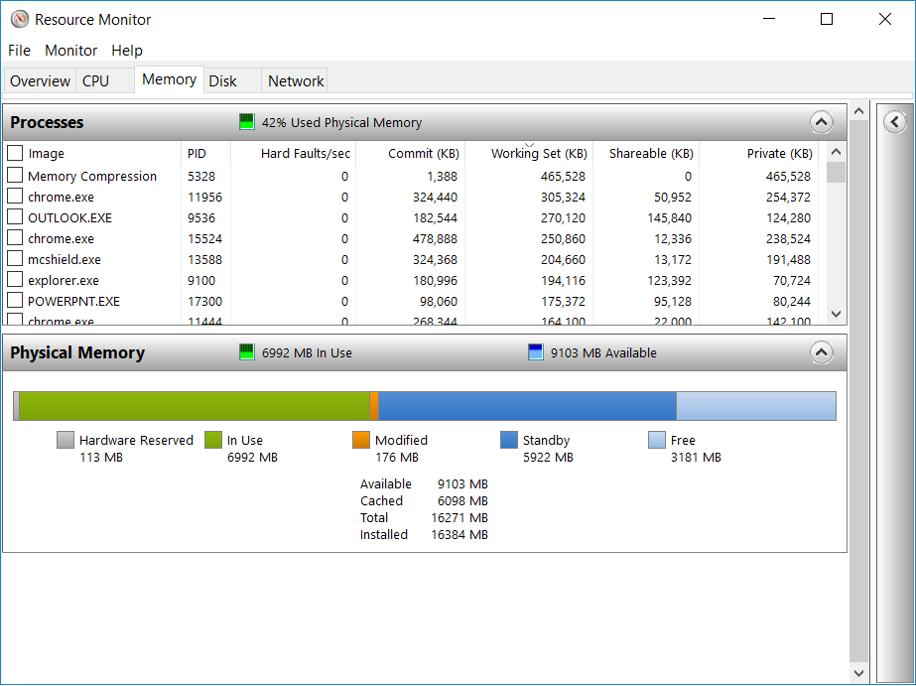 Resource Monitor
File Monitor Help
Overview CPU Memory Disk Network
Processes 42% Used Physical Memory
Image PID Hard Faults/sec Commit (KB) Working Set (KB) Shareable (KB) Private (KB)
Memory Compression 5328 0 1,388 465,528 0 465,528
chrome.exe 11956 0 324,440 305,324 50,952 254,372
OUTLOOK.EXE 9536 0 182,544 270,120 145,840 124,280
chrome.exe 15524 0 478,888 250,860 12,336 238,524
mcshield.exe 13588 0 324,368 204,660 13,172 191,488
explorer.exe 9100 0 180,996 194,116 123,392 70,724
POWERPNT.EXE 17300 0 98,060 175,372 95,128 80,244
chrome.exe 11444 0 268,344 164,100 22,000 142,100
Physical Memory 6992 MB In Use 9103 MB Available
Hardware Reserved In Use Modified Standby Free
113 MB 6992 MB 176 MB 5922 MB 3181 MB
Available 9103 MB
Cached 6098 MB
Total 16271 MB
Installed 16384 MB